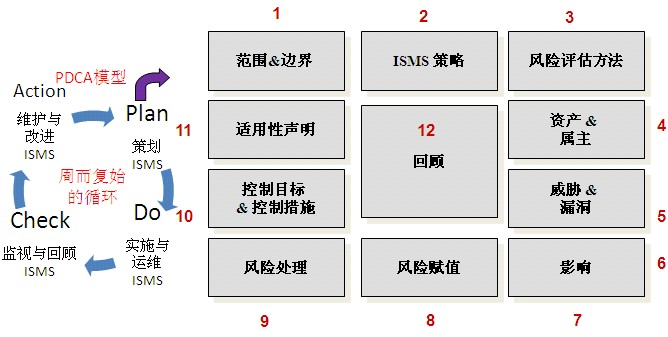 1
2
3
PDCA模型
Action
Plan
维护与
改进
ISMS
策划
ISMS
周而复始
的循环
Check
监视与回顾
ISMS
Do
实施与
运维
ISMS
范围&边界
ISMS 策略
风险评估方法
11
适用性声明
12
回顾
资产 &
属主
4
10
控制目标
& 控制措施
威胁 &
漏洞
5
风险处理
风险赋值
影响
6
9
8
7